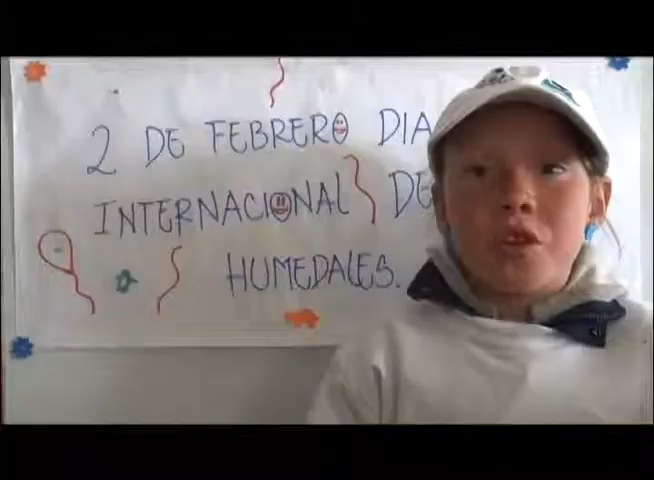 2 DE FEBRERO DIA
INTERNACIONAL DE
HUMEDALES.